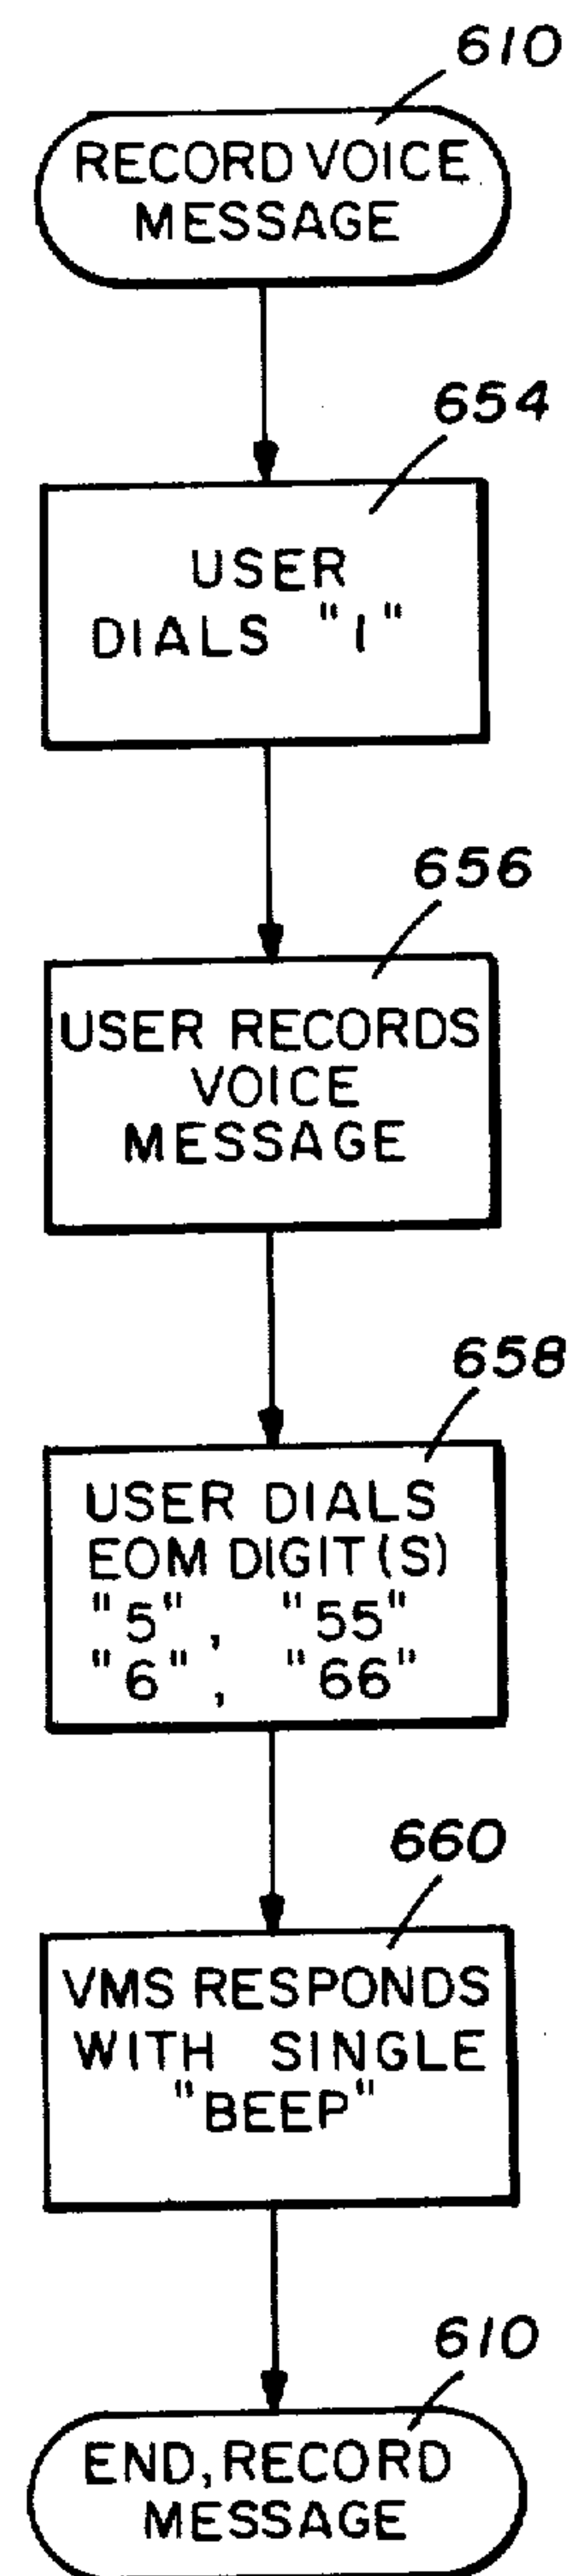 610
RECORD VOICE
MESSAGE
654
USER
DIALS "1"
656
USER RECORDS
VOICE
MESSAGE
658
USER DIALS
EOM DIGIT(S)
"5", "55"
"6", "66"
660
VMS RESPONDS
WITH SINGLE
"BEEP"
610
END, RECORD
MESSAGE